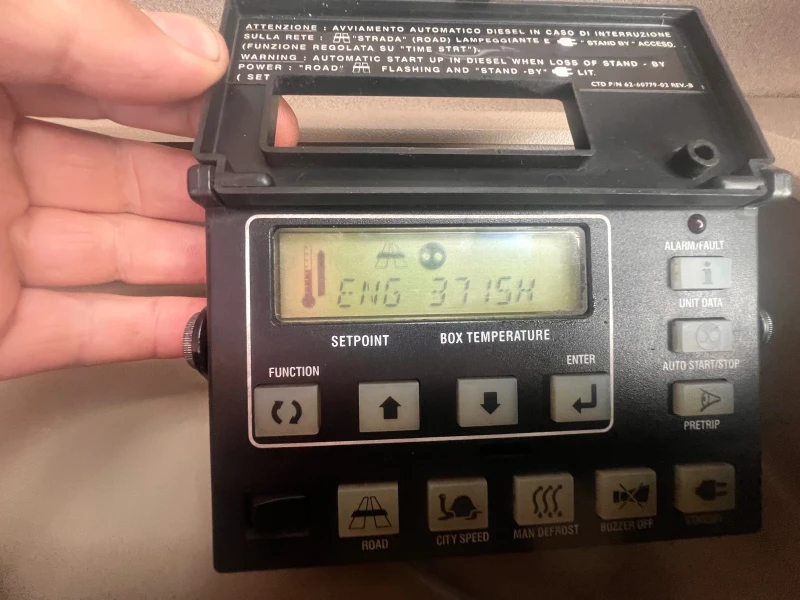 ATTENZIONE : AVVIAMENTO AUTOMATICO DIESEL IN CASO DI INTERRUZIONE
SULLA RETE : "STRADA" (ROAD) LAMPEGGIANTE E "STAND BY" ACCESO.
(FUNZIONE REGOLATA SU "TIME STRT").
WARNING : AUTOMATIC START UP IN DIESEL WHEN LOSS OF STAND - BY
POWER : "ROAD" FLASHING AND "STAND -BY" LIT.
( SET
CTD P/N 62-60779-02 REV.-B
ALARM/FAULT
ENG 3715H
i
UNIT DATA
SETPOINT BOX TEMPERATURE
AUTO START/STOP
FUNCTION ENTER
PRETRIP
ROAD CITY SPEED MAN DEFROST BUZZER OFF